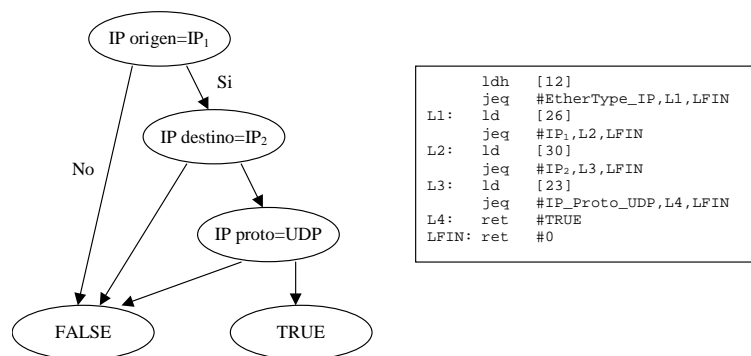 IP origen=IP₁
Si
IP destino=IP₂
No
IP proto=UDP
FALSE
TRUE
ldh [12]
jeq #EtherType_IP,L1,LFIN
L1: ld [26]
jeq #IP₁,L2,LFIN
L2: ld [30]
jeq #IP₂,L3,LFIN
L3: ld [23]
jeq #IP_Proto_UDP,L4,LFIN
L4: ret #TRUE
LFIN: ret #0